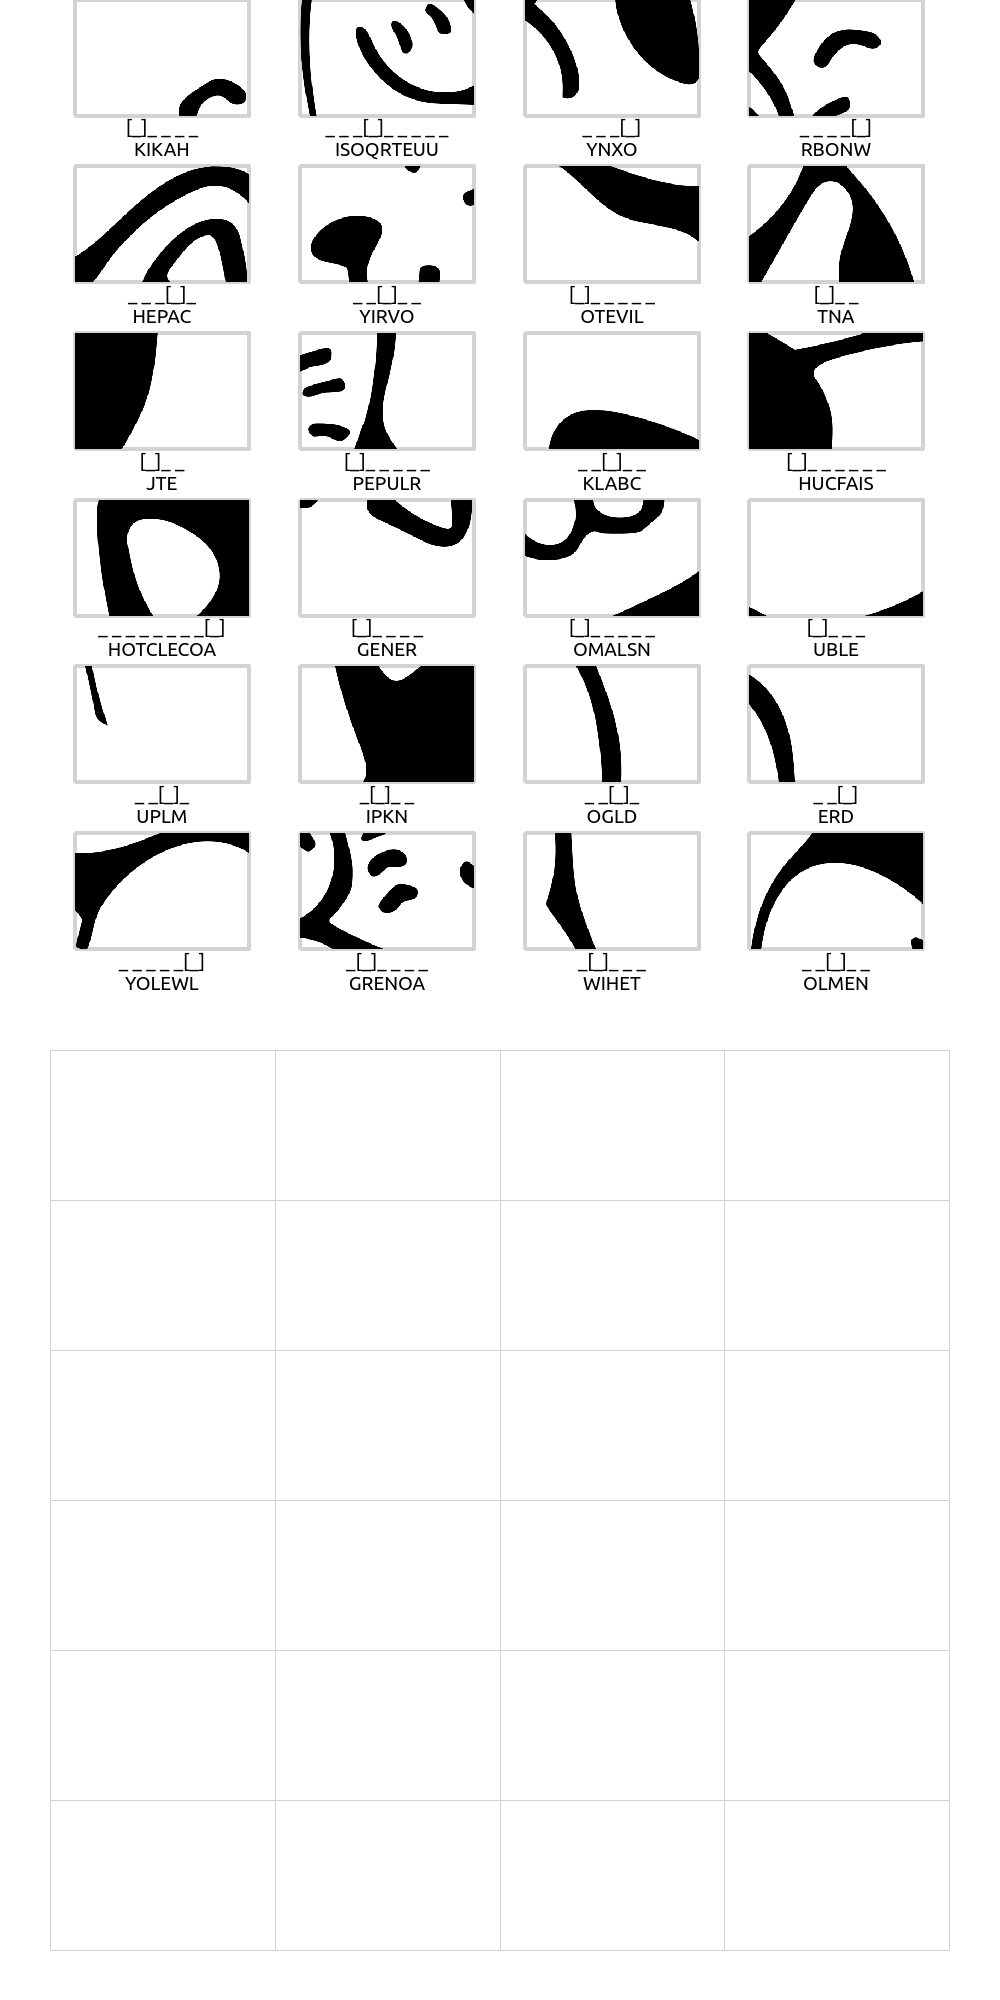 [_]_ _ _ _ _ _ _[_]_ _ _ _ _ _ _ _[_] _ _ _ _[_]
KIKAH ISOQRTEUU YNXO RBONW
_ _ _[_]_ _ _[_]_ _ [_]_ _ _ _ _ [_]_ _
HEPAC YIRVO OTEVIL TNA
[_]_ _ [_]_ _ _ _ _ _ _[_]_ _ [_]_ _ _ _ _ _
JTE PEPULR KLABC HUCFAIS
_ _ _ _ _ _ _ _[_] [_]_ _ _ _ [_]_ _ _ _ _ [_]_ _ _
HOTCLECOA GENER OMALSN UBLE
_ _[_]_ _[_]_ _ _ _[_]_ _ _[_]
UPLM IPKN OGLD ERD
_ _ _ _ _[_] _[_]_ _ _ _ _[_]_ _ _ _ _[_]_ _
YOLEWL GRENOA WIHET OLMEN